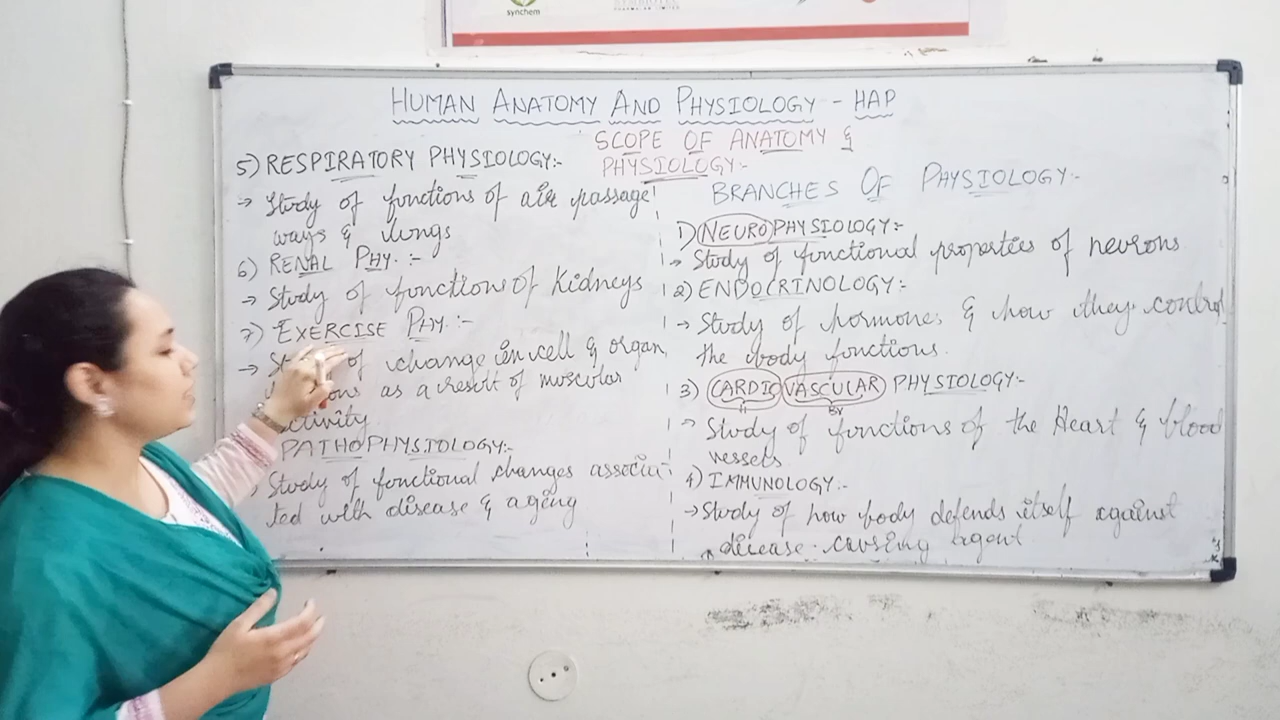 synchem
HUMAN ANATOMY AND PHYSIOLOGY - HAP
SCOPE OF ANATOMY &
PHYSIOLOGY:-
BRANCHES OF PHYSIOLOGY:-
1) NEUROPHYSIOLOGY:-
→ Study of functional properties of neurons
2) ENDOCRINOLOGY:-
→ Study of hormones & how they control
the body functions.
3) CARDIOVASCULAR PHYSIOLOGY:-
H BV
→ Study of functions of the Heart & blood
vessels
4) IMMUNOLOGY:-
→ Study of how body defends itself against
disease-causing agent
5) RESPIRATORY PHYSIOLOGY:-
→ Study of functions of air passage
ways & lungs
6) RENAL PHY.:-
→ Study of functions of Kidneys
7) EXERCISE PHY.:-
→ of change in cell & organ
as a result of muscular
activity
PATHOPHYSIOLOGY:-
Study of functional changes associa-
ted with disease & ageing